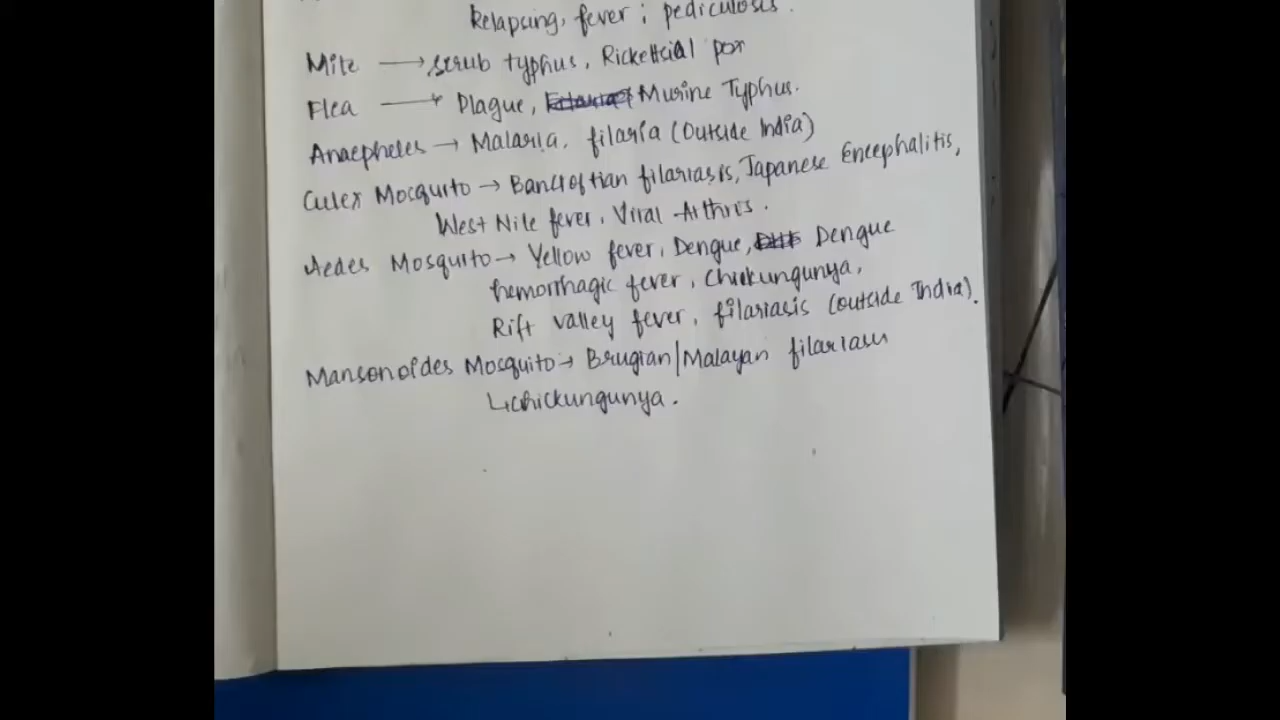 Relapsing, fever; pediculosis.
Mite → scrub typhus, Rickettsial pox
Flea → Plague, Murine Typhus.
Anaepheles → Malaria, filaria (Outside India)
Culex Mosquito → Bancroftian filariasis, Japanese Encephalitis,
West Nile fever, Viral Arthris.
Aedes Mosquito → Yellow fever, Dengue, Dengue
hemorrhagic fever, Chickungunya,
Rift valley fever, filariasis (outside India).
Mansonoides Mosquito → Brugian/Malayan filariasis
↳ chickungunya.